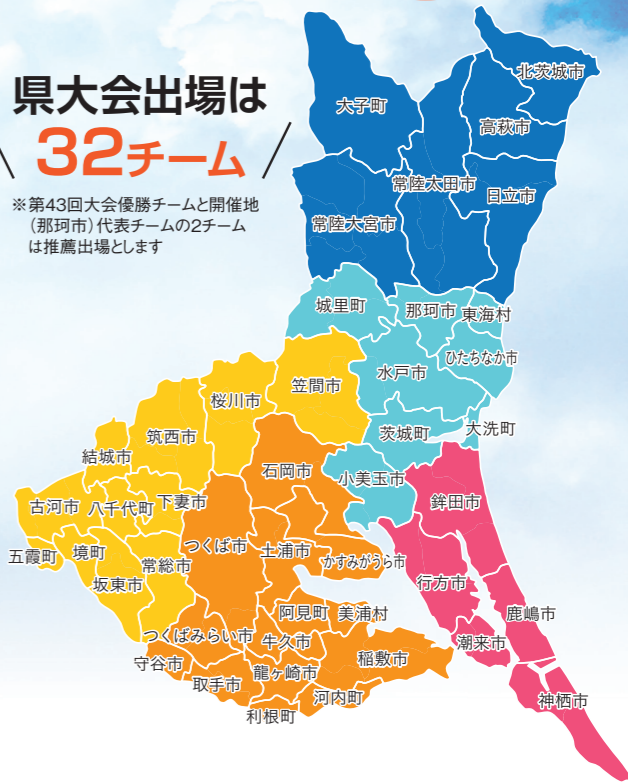 県大会出場は
32チーム
※第43回大会優勝チームと開催地
（那珂市）代表チームの2チーム
は推薦出場とします
北茨城市
大子町
高萩市
常陸太田市
日立市
常陸大宮市
城里町
那珂市
東海村
ひたちなか市
水戸市
笠間市
桜川市
茨城町
大洗町
筑西市
結城市
石岡市
小美玉市
鉾田市
古河市
八千代町
下妻市
つくば市
土浦市
かすみがうら市
五霞町
境町
常総市
坂東市
行方市
阿見町
美浦村
鹿嶋市
つくばみらい市
牛久市
潮来市
守谷市
稲敷市
龍ヶ崎市
取手市
河内町
利根町
神栖市